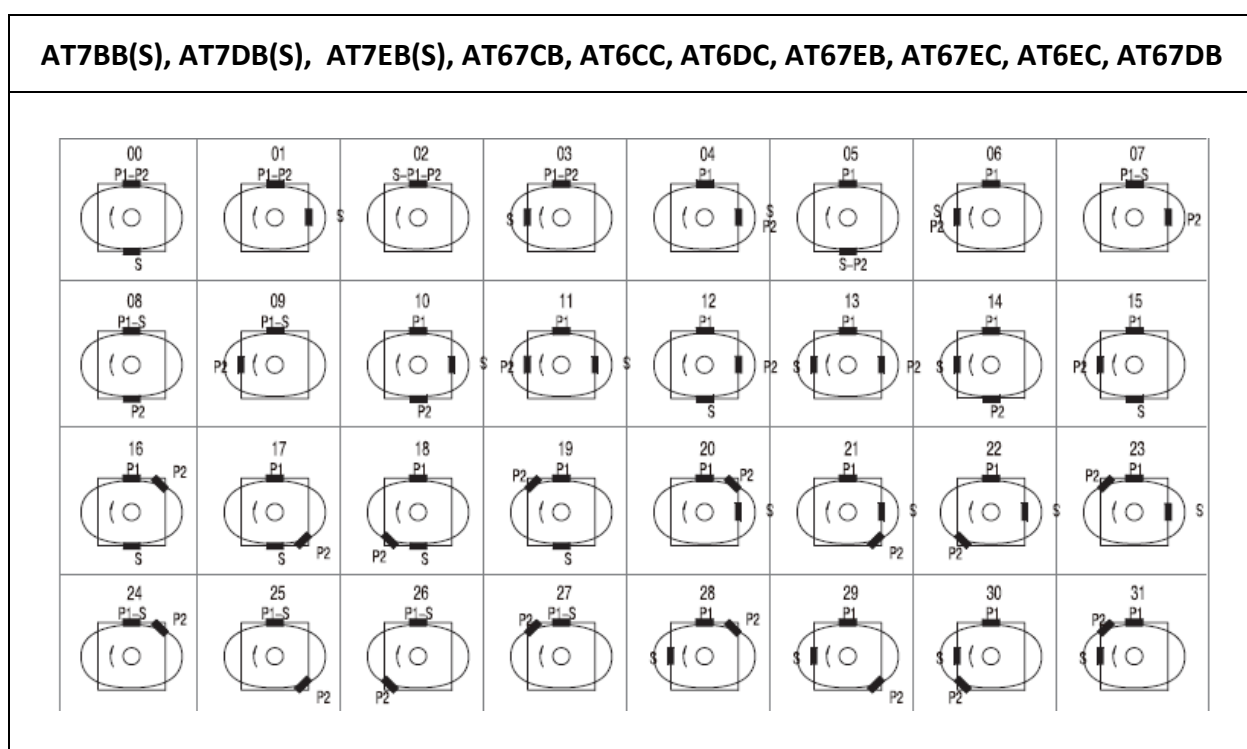 AT7BB(S), AT7DB(S), AT7EB(S), AT67CB, AT6CC, AT6DC, AT67EB, AT67EC, AT6EC, AT67DB
00 01 02 03 04 05 06 07
P1-P2 P1-P2 S-P1-P2 P1-P2 P1 P1 P1 P1-S
S S S P2 S P2 P2
S S-P2
08 09 10 11 12 13 14 15
P1-S P1-S P1 P1 P1 P1 P1 P1
P2 S P2 S P2 S P2 S P2
P2 P2 S P2 S
16 17 18 19 20 21 22 23
P1 P2 P1 P1 P2 P1 P1 P2 P1 P1 P2 P1
S S S S
S S P2 P2 S S P2 P2
24 25 26 27 28 29 30 31
P1-S P2 P1-S P1-S P2 P1-S P1 P2 P1 P1 P2 P1
S S S S
P2 P2 P2 P2